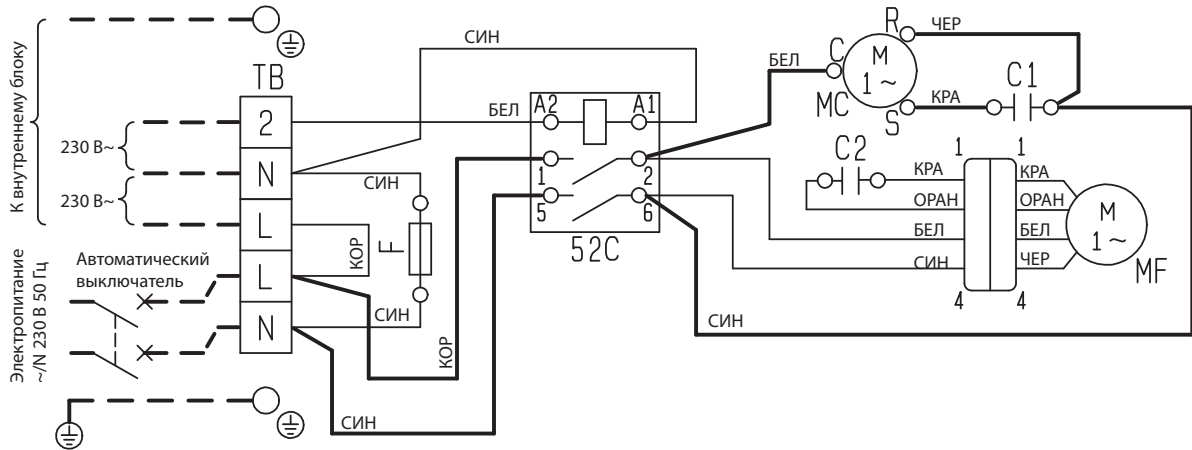 К внутреннему блоку
230 В~
230 В~
Электропитание
~/N 230 В 50 Гц
Автоматический
выключатель
TB
2
N
L
L
N
СИН
БЕЛ
СИН
КОР
F
СИН
КОР
СИН
A2
A1
1
2
5
6
52C
БЕЛ
C
R
M
1~
MC
S
ЧЕР
КРА
C1
C2
КРА
ОРАН
БЕЛ
СИН
1
1
4
4
КРА
ОРАН
БЕЛ
ЧЕР
M
1~
MF
СИН